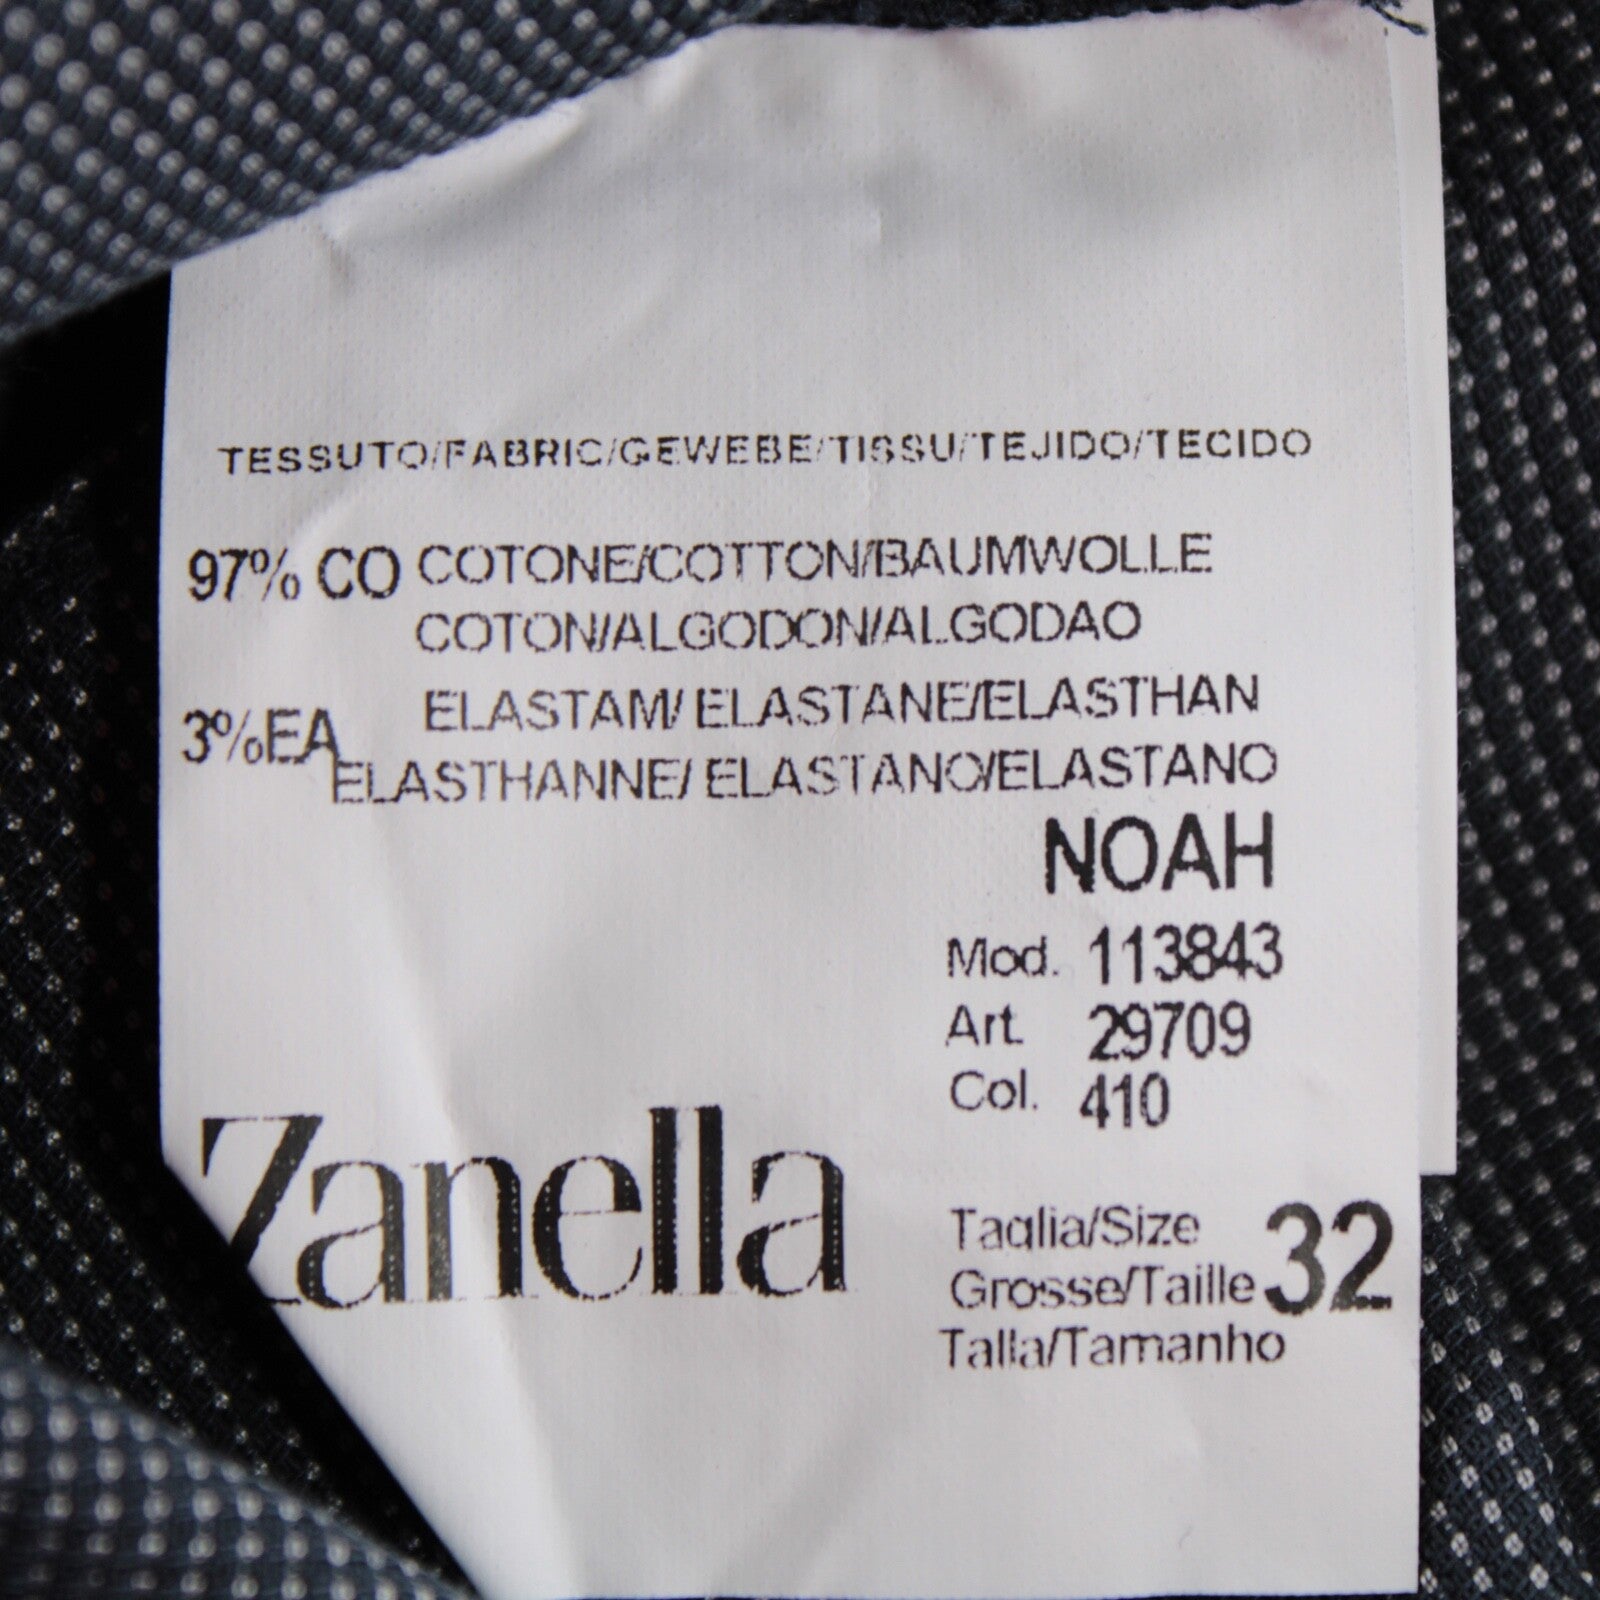 TESSUTO/FABRIC/GEWEBE/TISSU/TEJIDO/TECIDO
97% CO COTONE/COTTON/BAUMWOLLE
COTON/ALGODON/ALGODAO
3%EA ELASTAM/ ELASTANE/ELASTHAN
ELASTHANNE/ ELASTANO/ELASTANO
NOAH
Mod. 113843
Art. 29709
Col. 410
Zanella
Taglia/Size
Grosse/Taille 32
Talla/Tamanho